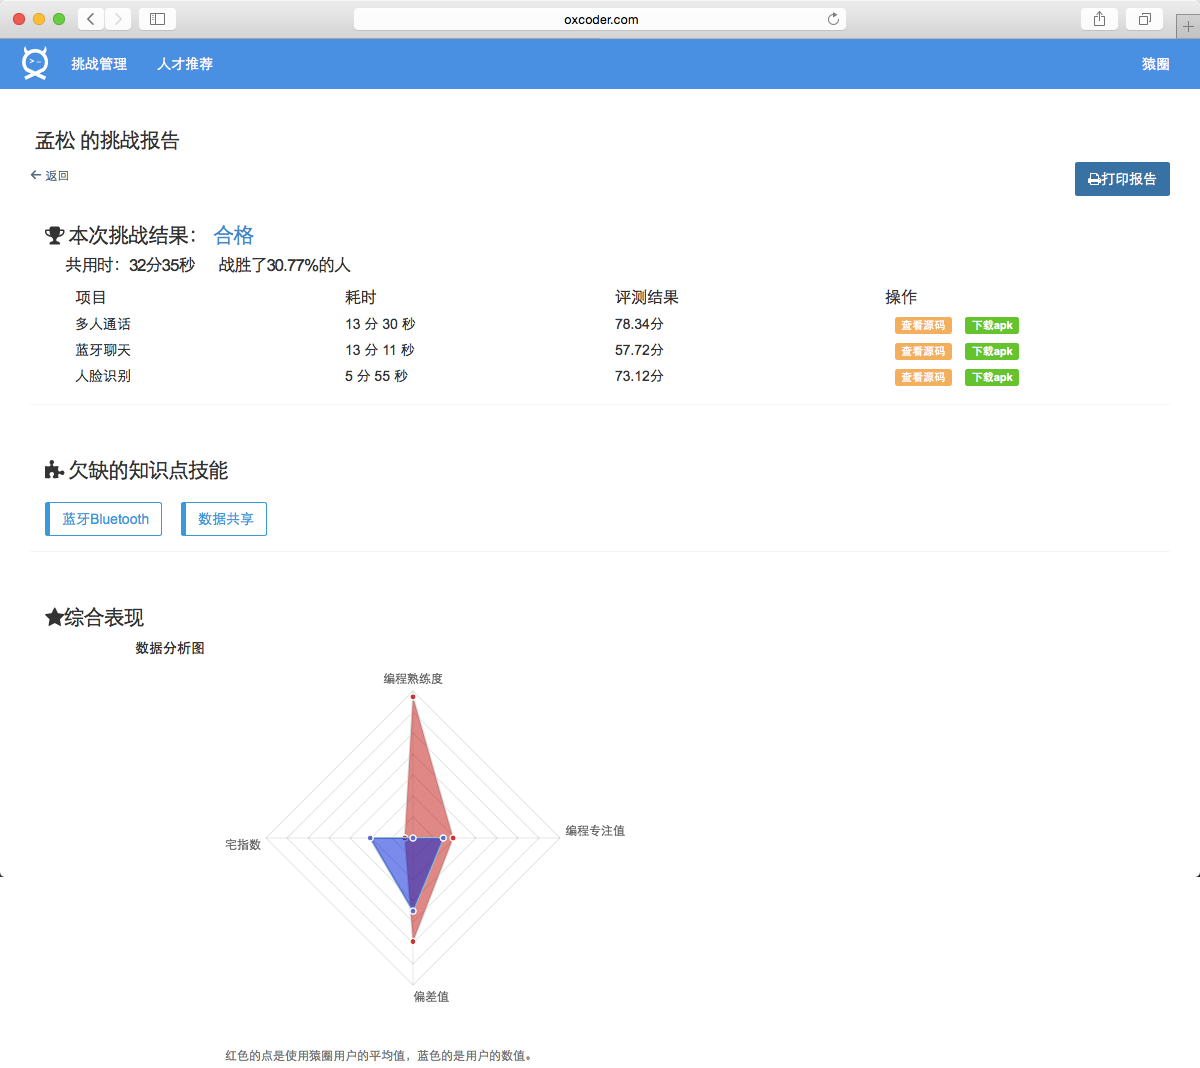 oxcoder.com
挑战管理 人才推荐 猿圈
孟松 的挑战报告
返回
打印报告
本次挑战结果： 合格
共用时：32分35秒 战胜了30.77%的人
项目 耗时 评测结果 操作
多人通话 13 分 30 秒 78.34分 查看源码 下载apk
蓝牙聊天 13 分 11 秒 57.72分 查看源码 下载apk
人脸识别 5 分 55 秒 73.12分 查看源码 下载apk
欠缺的知识点技能
蓝牙Bluetooth 数据共享
综合表现
数据分析图
编程熟练度
编程专注值
宅指数
偏差值
红色的点是使用猿圈用户的平均值，蓝色的是用户的数值。